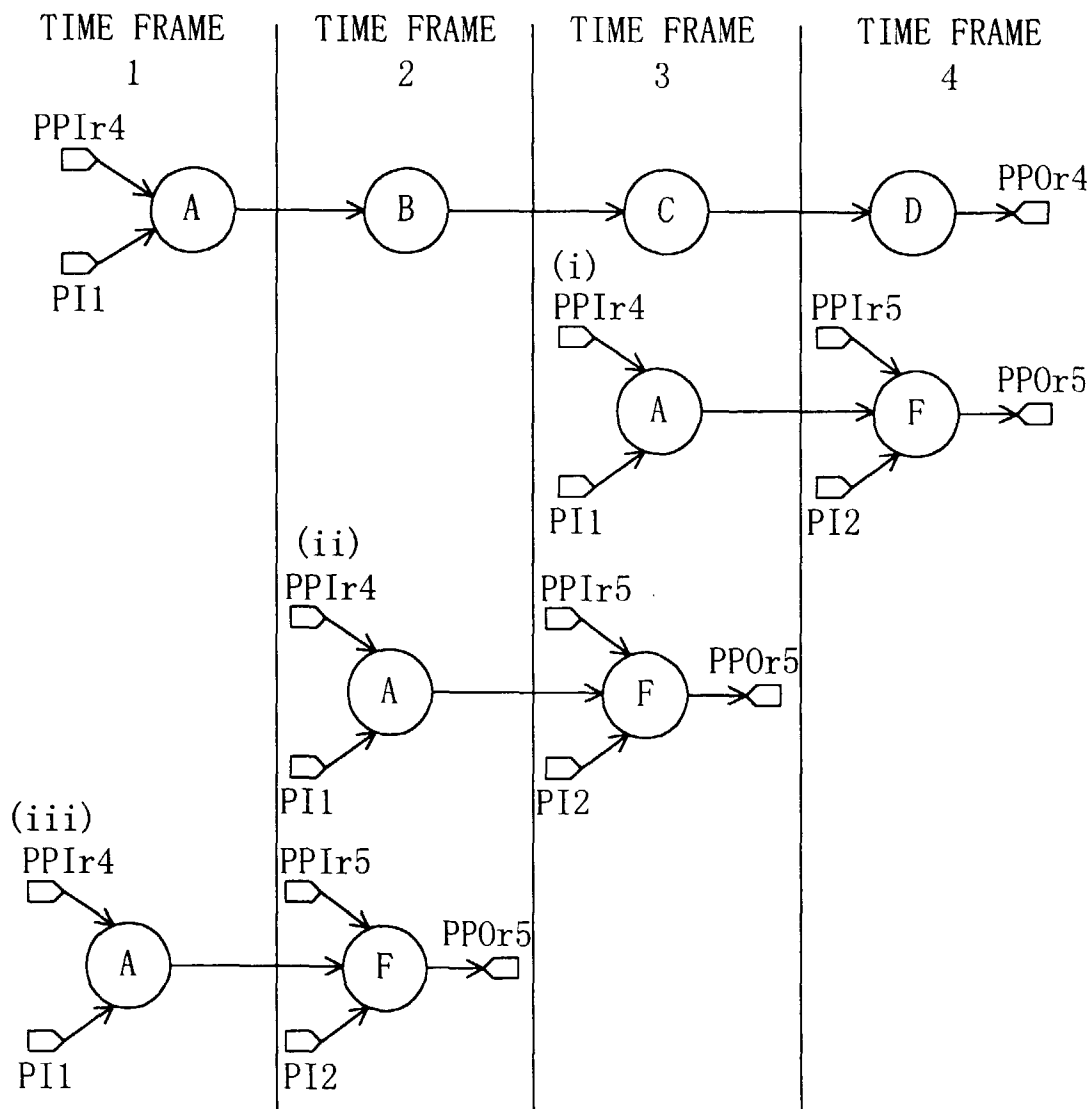 TIME FRAME TIME FRAME TIME FRAME TIME FRAME
1 2 3 4
PPIr4
A B C D PPOr4
PI1
(i)
PPIr4 PPIr5
A F PPOr5
PI1 PI2
(ii)
PPIr4 PPIr5
A F PPOr5
PI1 PI2
(iii)
PPIr4 PPIr5
A F PPOr5
PI1 PI2